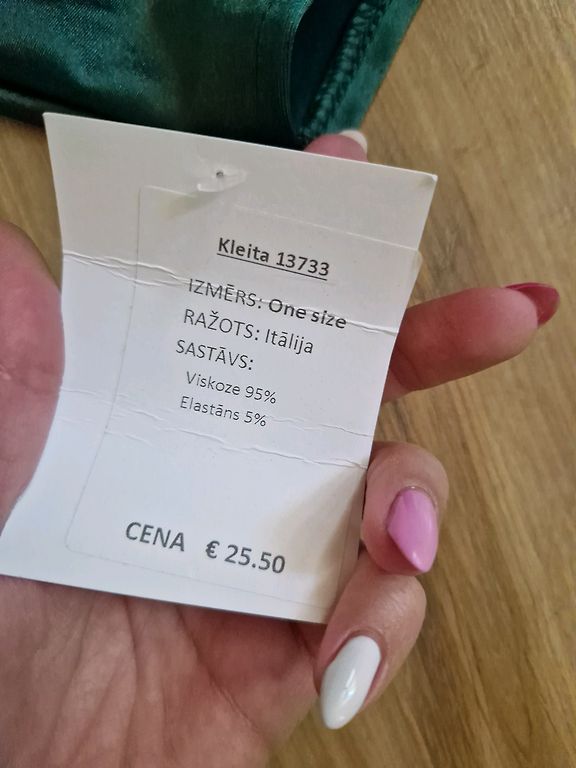 Kleita 13733
IZMĒRS: One size
RAŽOTS: Itālija
SASTĀVS:
Viskoze 95%
Elastāns 5%
CENA € 25.50